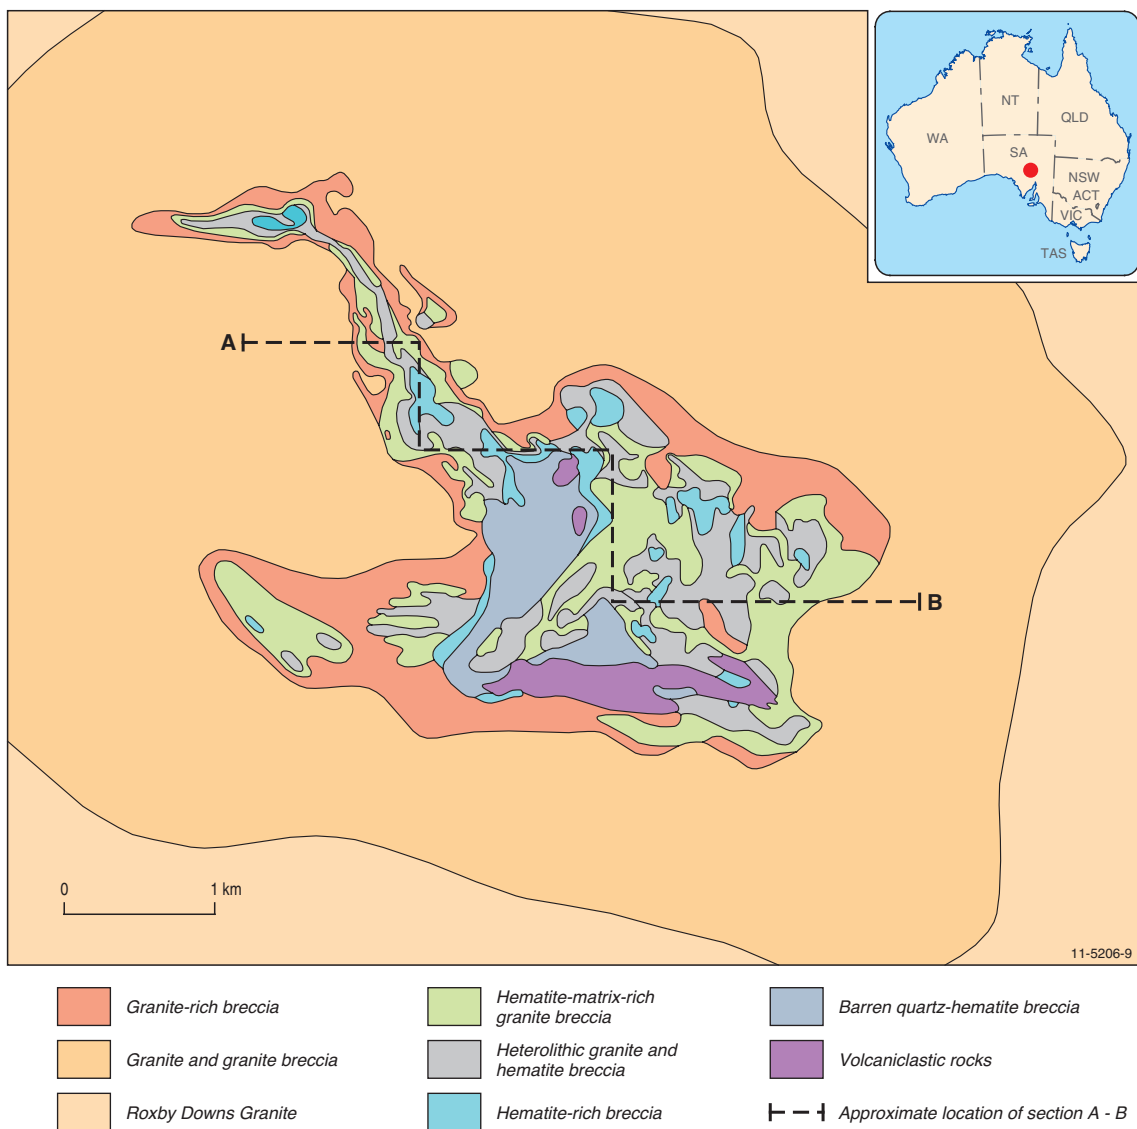 NT
QLD
WA
SA
NSW
ACT
VIC
TAS
A
B
0
1 km
11-5206-9
Granite-rich breccia
Granite and granite breccia
Roxby Downs Granite
Hematite-matrix-rich
granite breccia
Heterolithic granite and
hematite breccia
Hematite-rich breccia
Barren quartz-hematite breccia
Volcaniclastic rocks
Approximate location of section A - B